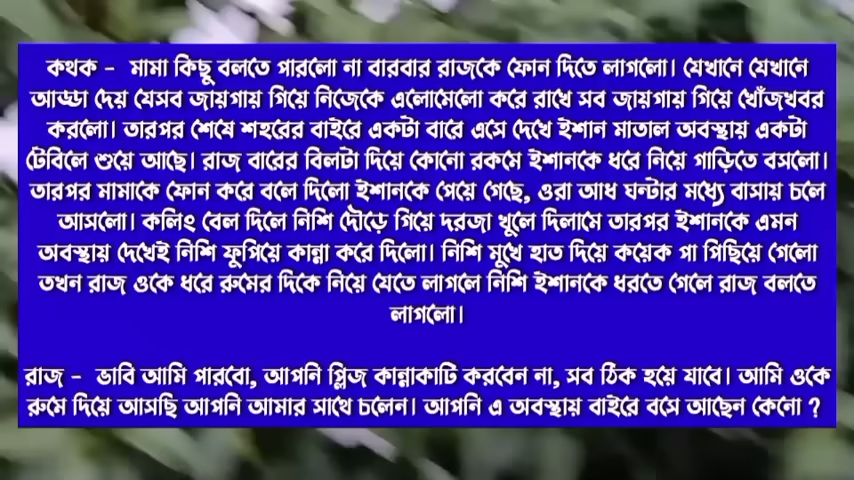 কথক - মামা কিছু বলতে পারলো না বারবার রাজকে ফোন দিতে লাগলো। যেখানে যেখানে
আড্ডা দেয় যেসব জায়গায় গিয়ে নিজেকে এলোমেলো করে রাখে সব জায়গায় গিয়ে খোঁজখবর
করলো। তারপর শেষে শহরের বাইরে একটা বারে এসে দেখে ইশান মাতাল অবস্থায় একটা
টেবিলে শুয়ে আছে। রাজ বারের বিলটা দিয়ে কোনো রকমে ইশানকে ধরে নিয়ে গাড়িতে বসলো।
তারপর মামাকে ফোন করে বলে দিলো ইশানকে পেয়ে গেছে, ওরা আধ ঘন্টার মধ্যে বাসায় চলে
আসলো। কলিং বেল দিলে নিশি দৌড়ে গিয়ে দরজা খুলে দিলামে তারপর ইশানকে এমন
অবস্থায় দেখেই নিশি ফুপিয়ে কান্না করে দিলো। নিশি মুখে হাত দিয়ে কয়েক পা পিছিয়ে গেলো
তখন রাজ ওকে ধরে রুমের দিকে নিয়ে যেতে লাগলে নিশি ইশানকে ধরতে গেলে রাজ বলতে
লাগলো।
রাজ - ভাবি আমি পারবো, আপনি প্লিজ কান্নাকাটি করবেন না, সব ঠিক হয়ে যাবে। আমি ওকে
রুমে দিয়ে আসছি আপনি আমার সাথে চলেন। আপনি এ অবস্থায় বাইরে বসে আছেন কেনো ?